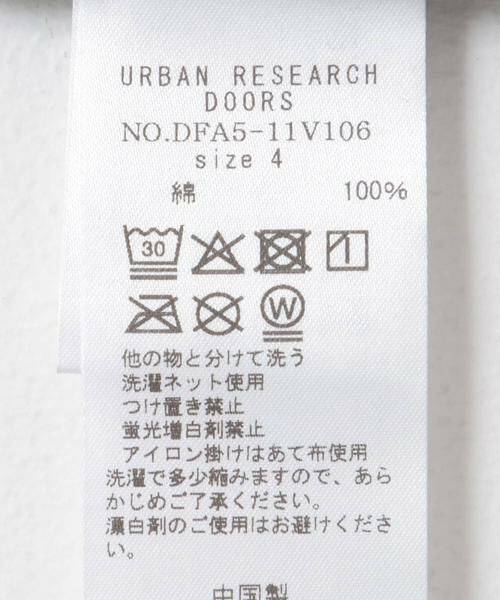 URBAN RESEARCH
DOORS
NO.DFA5-11V106
size 4
綿 100%
30
W
他の物と分けて洗う
洗濯ネット使用
つけ置き禁止
蛍光増白剤禁止
アイロン掛けはあて布使用
洗濯で多少縮みますので、あら
かじめご了承ください。
漂白剤のご使用はお避けくださ
い。
中国製